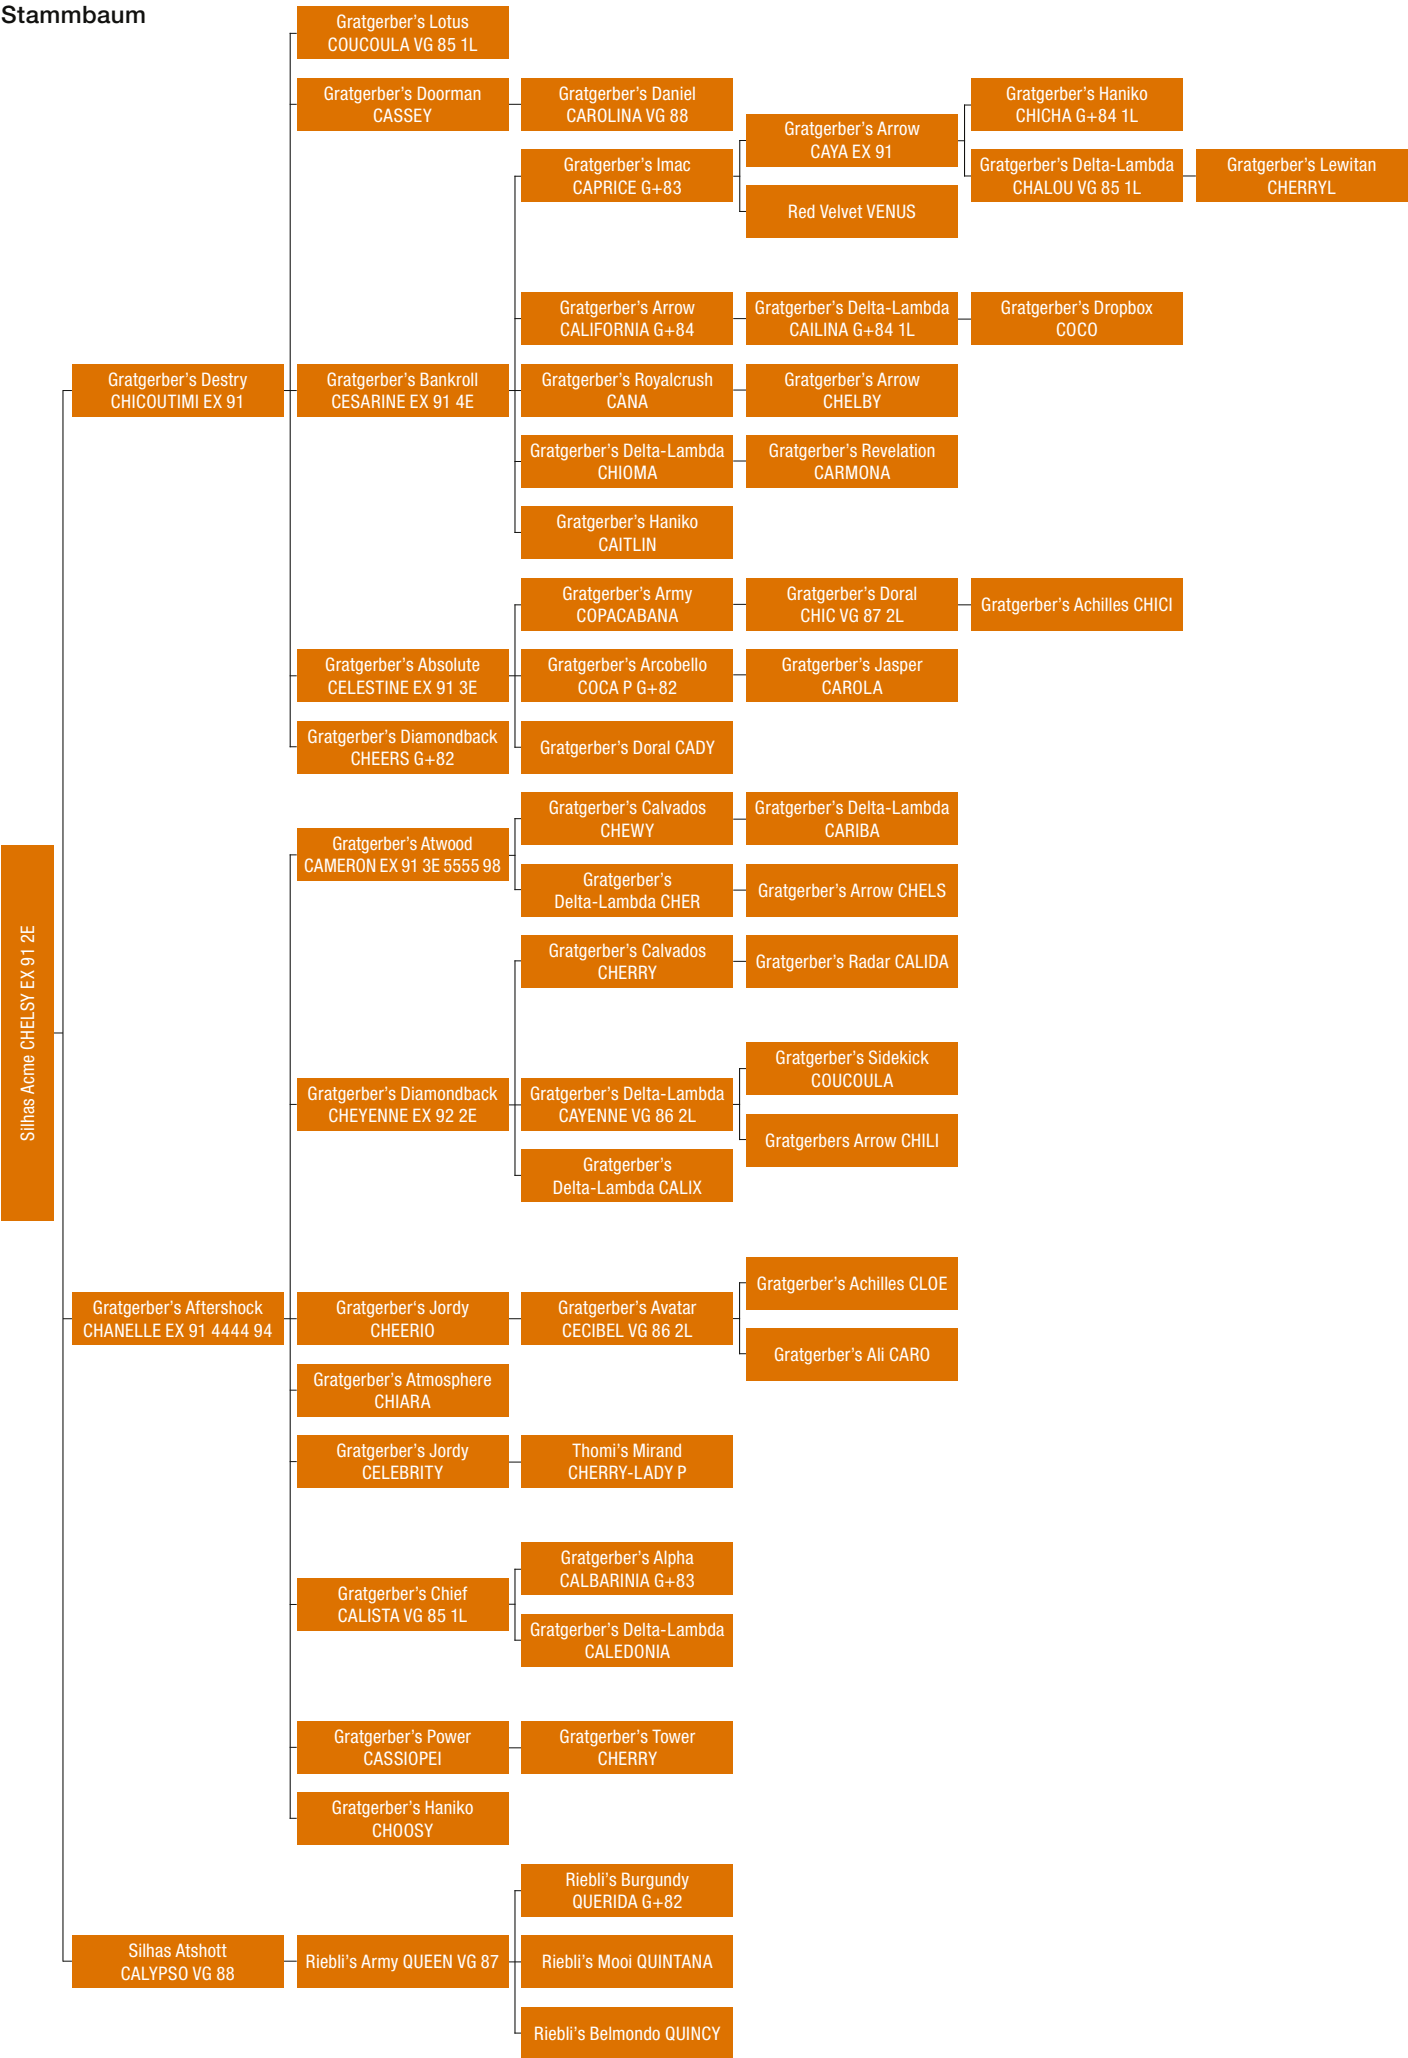 Stammbaum
Silhas Acme CHELSY EX 91 2E
Gratgerber’s Destry
CHICOUTIMI EX 91
Gratgerber’s Lotus
COUCOULA VG 85 1L
Gratgerber’s Doorman
CASSEY
Gratgerber’s Daniel
CAROLINA VG 88
Gratgerber’s Bankroll
CESARINE EX 91 4E
Gratgerber’s Imac
CAPRICE G+83
Gratgerber’s Arrow
CAYA EX 91
Gratgerber’s Haniko
CHICHA G+84 1L
Gratgerber’s Delta-Lambda
CHALOU VG 85 1L
Gratgerber’s Lewitan
CHERRYL
Red Velvet VENUS
Gratgerber’s Arrow
CALIFORNIA G+84
Gratgerber’s Delta-Lambda
CAILINA G+84 1L
Gratgerber’s Dropbox
COCO
Gratgerber’s Royalcrush
CANA
Gratgerber’s Arrow
CHELBY
Gratgerber’s Delta-Lambda
CHIOMA
Gratgerber’s Revelation
CARMONA
Gratgerber’s Haniko
CAITLIN
Gratgerber’s Absolute
CELESTINE EX 91 3E
Gratgerber’s Army
COPACABANA
Gratgerber’s Doral
CHIC VG 87 2L
Gratgerber’s Achilles CHICI
Gratgerber’s Arcobello
COCA P G+82
Gratgerber’s Jasper
CAROLA
Gratgerber’s Doral CADY
Gratgerber’s Diamondback
CHEERS G+82
Gratgerber’s Aftershock
CHANELLE EX 91 4444 94
Gratgerber’s Atwood
CAMERON EX 91 3E 5555 98
Gratgerber’s Calvados
CHEWY
Gratgerber’s Delta-Lambda
CARIBA
Gratgerber’s
Delta-Lambda CHER
Gratgerber’s Arrow CHELS
Gratgerber’s Diamondback
CHEYENNE EX 92 2E
Gratgerber’s Calvados
CHERRY
Gratgerber’s Radar CALIDA
Gratgerber’s Delta-Lambda
CAYENNE VG 86 2L
Gratgerber’s Sidekick
COUCOULA
Gratgerbers Arrow CHILI
Gratgerber’s
Delta-Lambda CALIX
Gratgerber‘s Jordy
CHEERIO
Gratgerber’s Avatar
CECIBEL VG 86 2L
Gratgerber’s Achilles CLOE
Gratgerber’s Ali CARO
Gratgerber’s Atmosphere
CHIARA
Gratgerber’s Jordy
CELEBRITY
Thomi’s Mirand
CHERRY-LADY P
Gratgerber’s Chief
CALISTA VG 85 1L
Gratgerber’s Alpha
CALBARINIA G+83
Gratgerber’s Delta-Lambda
CALEDONIA
Gratgerber’s Power
CASSIOPEI
Gratgerber’s Tower
CHERRY
Gratgerber’s Haniko
CHOOSY
Silhas Atshott
CALYPSO VG 88
Riebli’s Army QUEEN VG 87
Riebli’s Burgundy
QUERIDA G+82
Riebli’s Mooi QUINTANA
Riebli’s Belmondo QUINCY